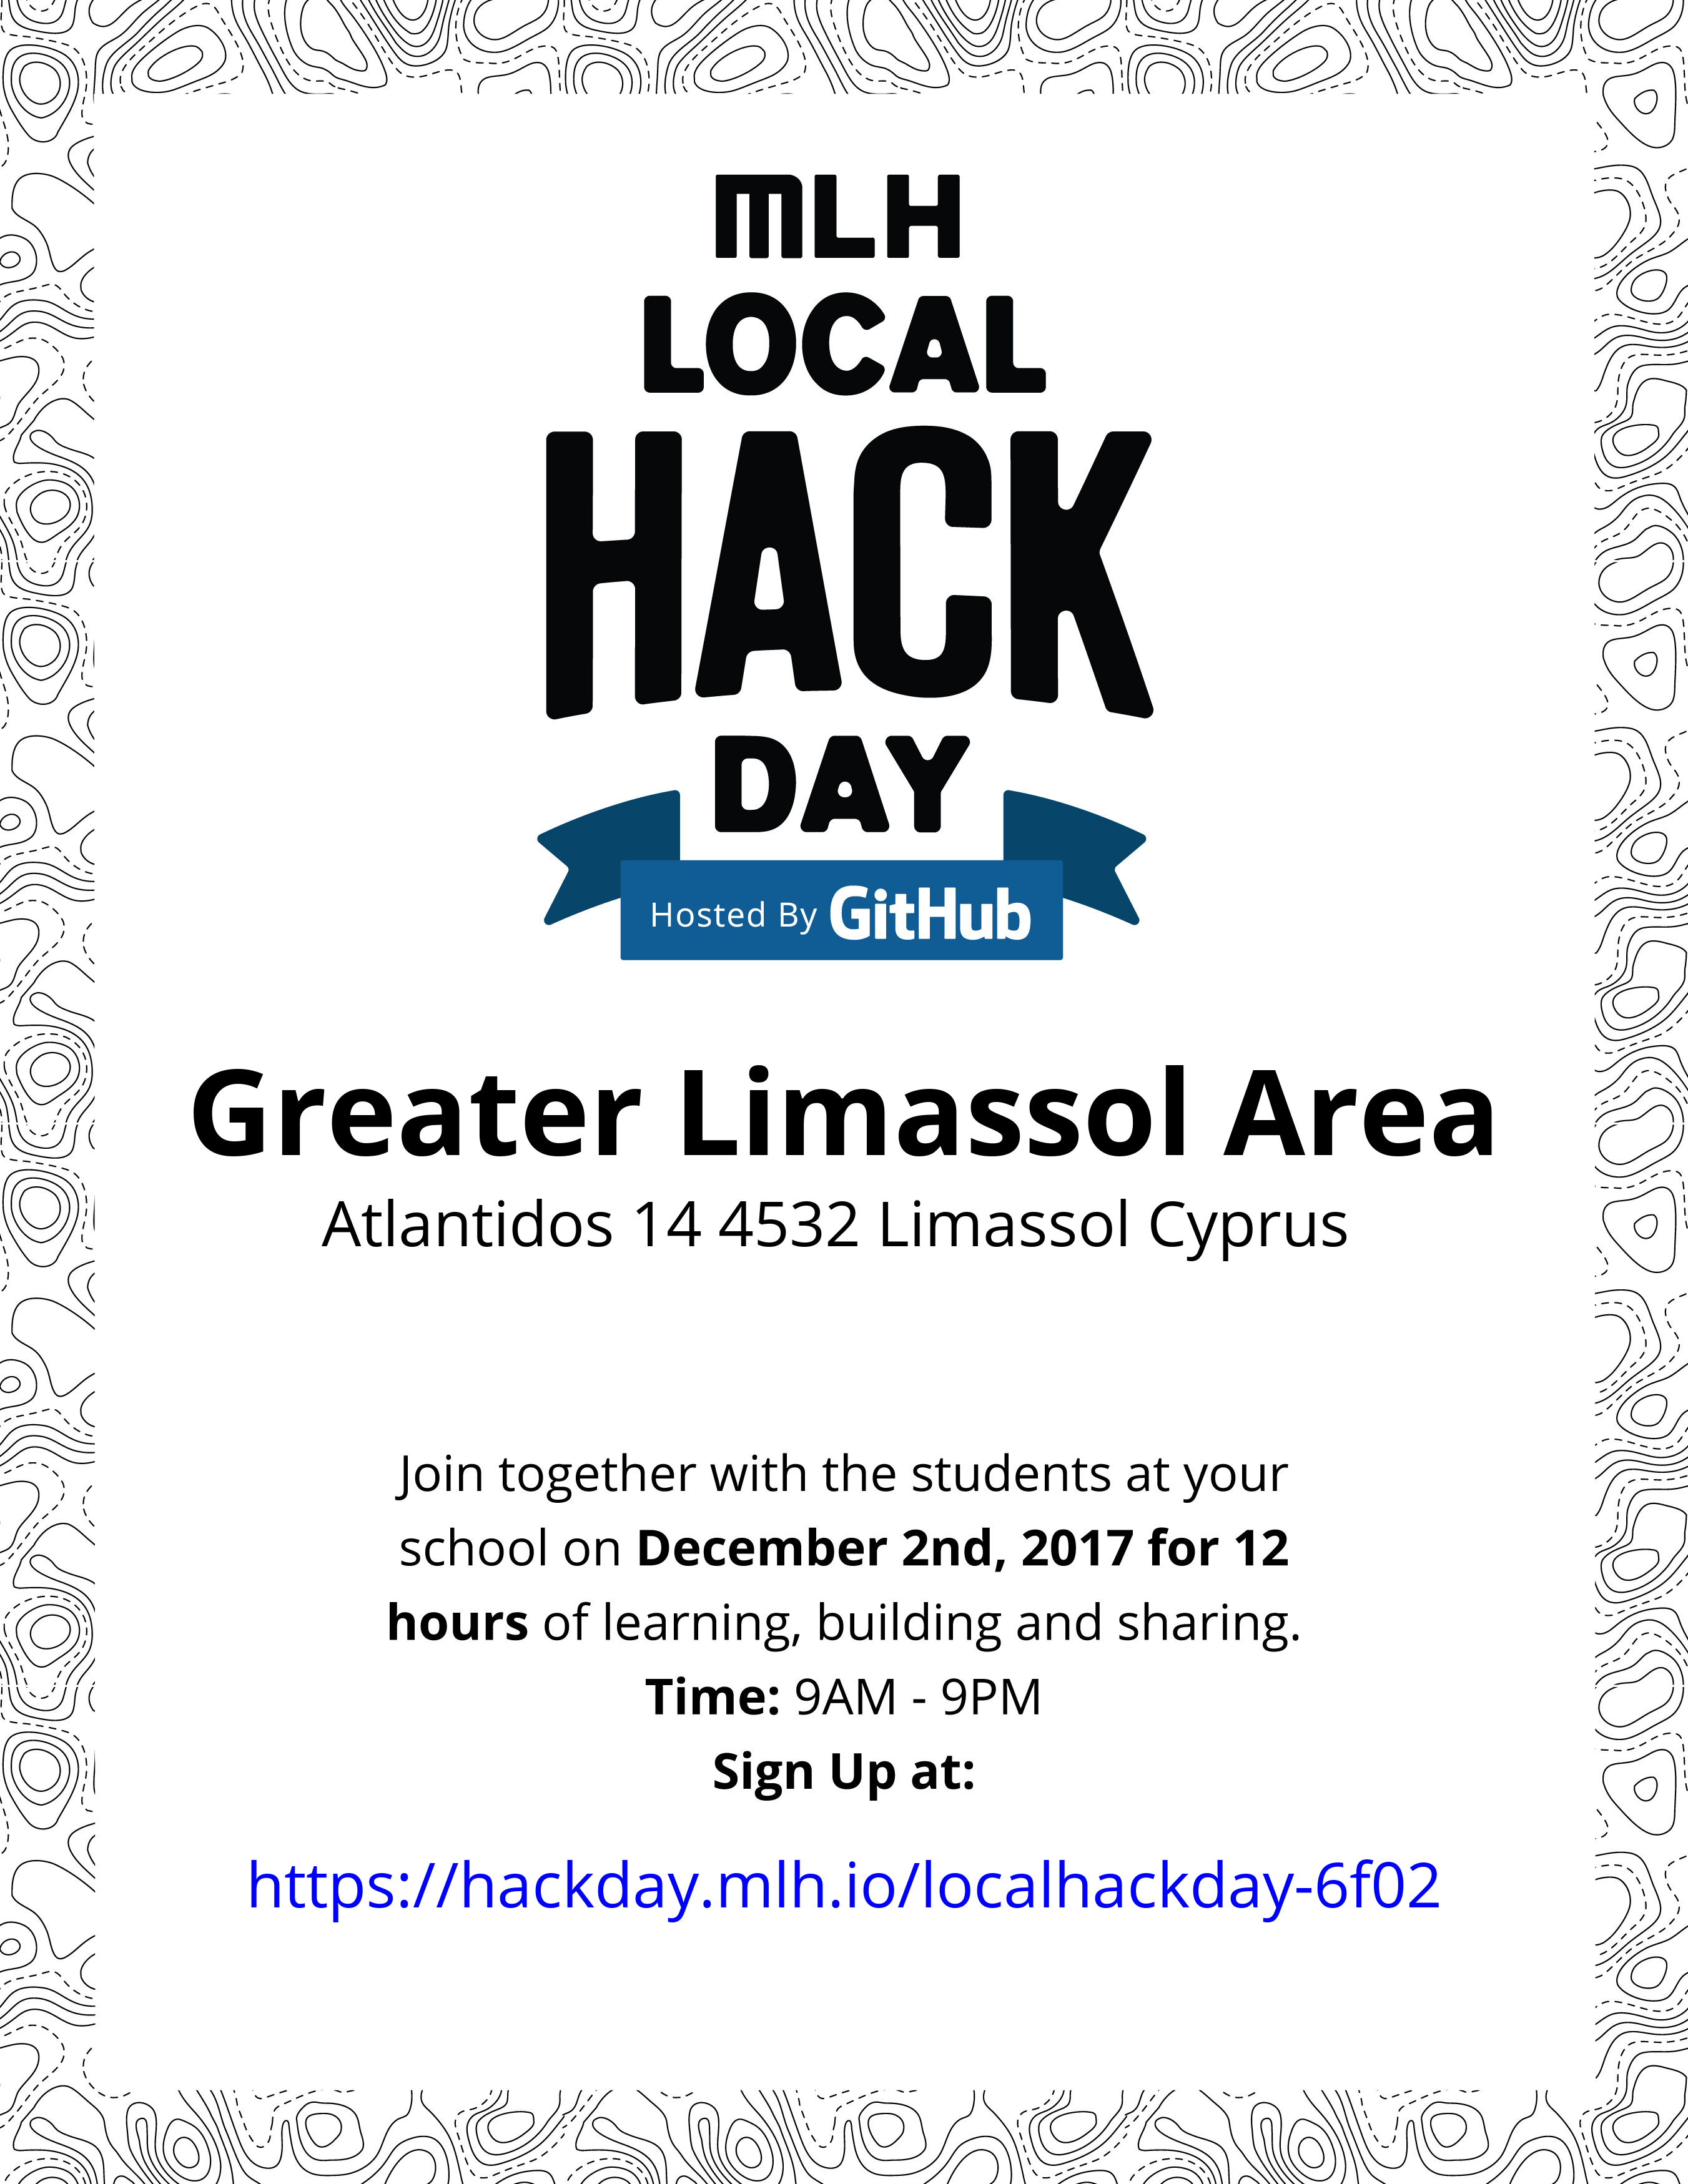 MLH
LOCAL
HACK
DAY
Hosted By GitHub
Greater Limassol Area
Atlantidos 14 4532 Limassol Cyprus
Join together with the students at your
school on December 2nd, 2017 for 12
hours of learning, building and sharing.
Time: 9AM - 9PM
Sign Up at:
https://hackday.mlh.io/localhackday-6f02